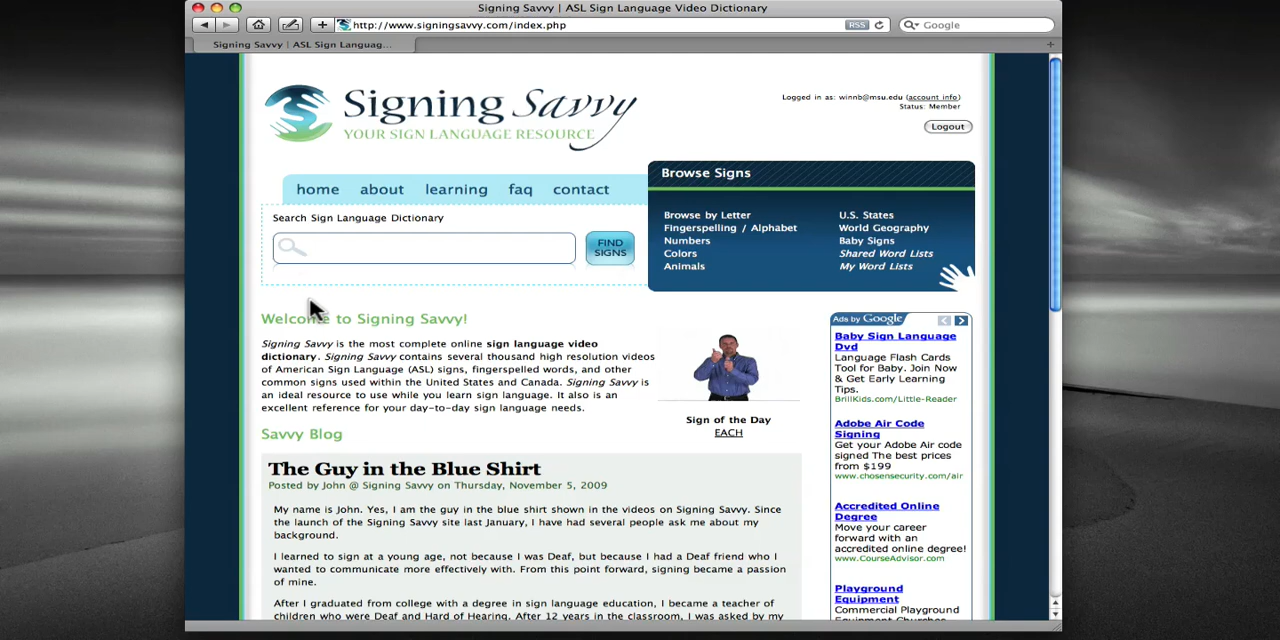 Signing Savvy | ASL Sign Language Video Dictionary
http://www.signingsavvy.com/index.php
RSS
Google
Signing Savvy | ASL Sign Languag...
Signing Savvy
YOUR SIGN LANGUAGE RESOURCE
Logged in as: winnb@msu.edu (account info)
Status: Member
Logout
home about learning faq contact
Search Sign Language Dictionary
FIND
SIGNS
Browse Signs
Browse by Letter
Fingerspelling / Alphabet
Numbers
Colors
Animals
U.S. States
World Geography
Baby Signs
Shared Word Lists
My Word Lists
Welcome to Signing Savvy!
Signing Savvy is the most complete online sign language video
dictionary. Signing Savvy contains several thousand high resolution videos
of American Sign Language (ASL) signs, fingerspelled words, and other
common signs used within the United States and Canada. Signing Savvy is
an ideal resource to use while you learn sign language. It also is an
excellent reference for your day-to-day sign language needs.
Sign of the Day
EACH
Savvy Blog
The Guy in the Blue Shirt
Posted by John @ Signing Savvy on Thursday, November 5, 2009
My name is John. Yes, I am the guy in the blue shirt shown in the videos on Signing Savvy. Since
the launch of the Signing Savvy site last January, I have had several people ask me about my
background.
I learned to sign at a young age, not because I was Deaf, but because I had a Deaf friend who I
wanted to communicate more effectively with. From this point forward, signing became a passion
of mine.
After I graduated from college with a degree in sign language education, I became a teacher of
children who were Deaf and Hard of Hearing. After 12 years in the classroom, I was asked by my
Ads by Google
Baby Sign Language
Dvd
Language Flash Cards
Tool for Baby. Join Now
& Get Early Learning
Tips.
BrillKids.com/Little-Reader
Adobe Air Code
Signing
Get your Adobe Air code
signed The best prices
from $199
www.chosensecurity.com/air
Accredited Online
Degree
Move your career
forward with an
accredited online degree!
www.CourseAdvisor.com
Playground
Equipment
Commercial Playground